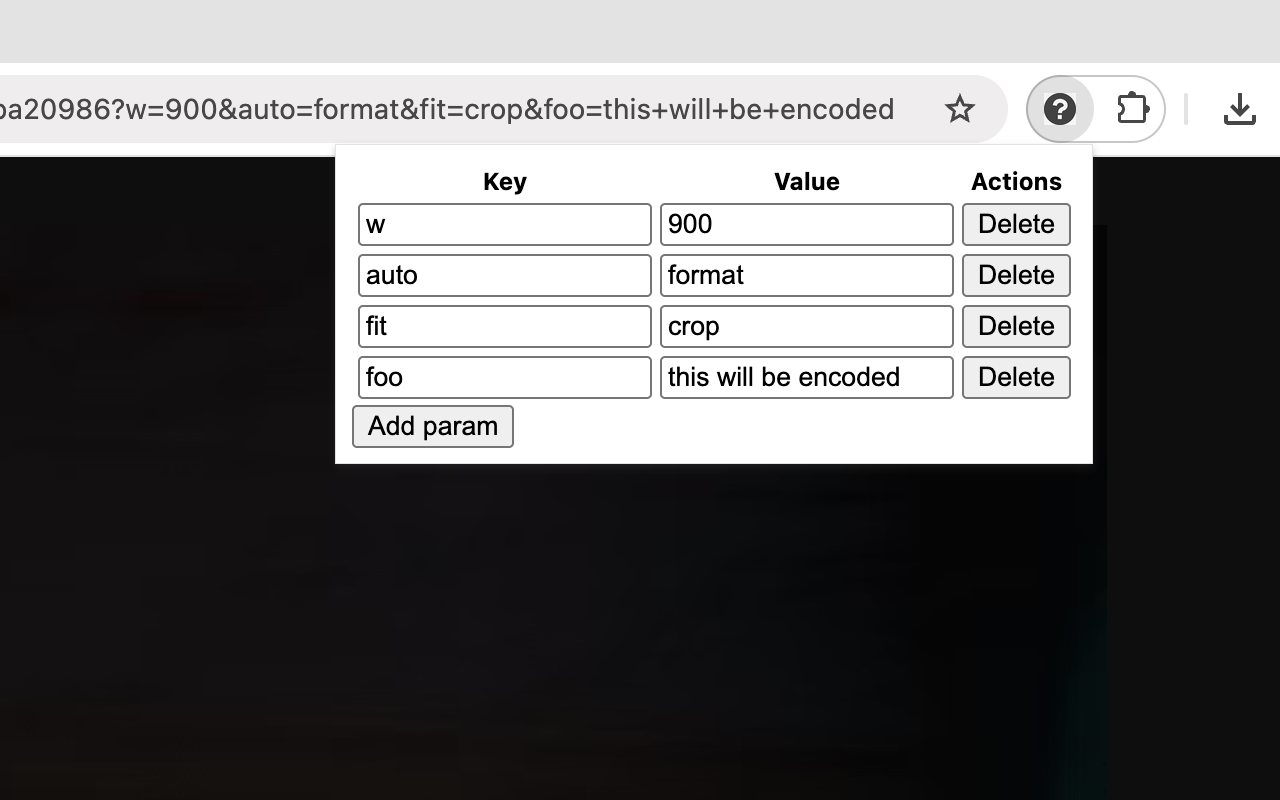 ba20986?w=900&auto=format&fit=crop&foo=this+will+be+encoded
Key Value Actions
w 900 Delete
auto format Delete
fit crop Delete
foo this will be encoded Delete
Add param